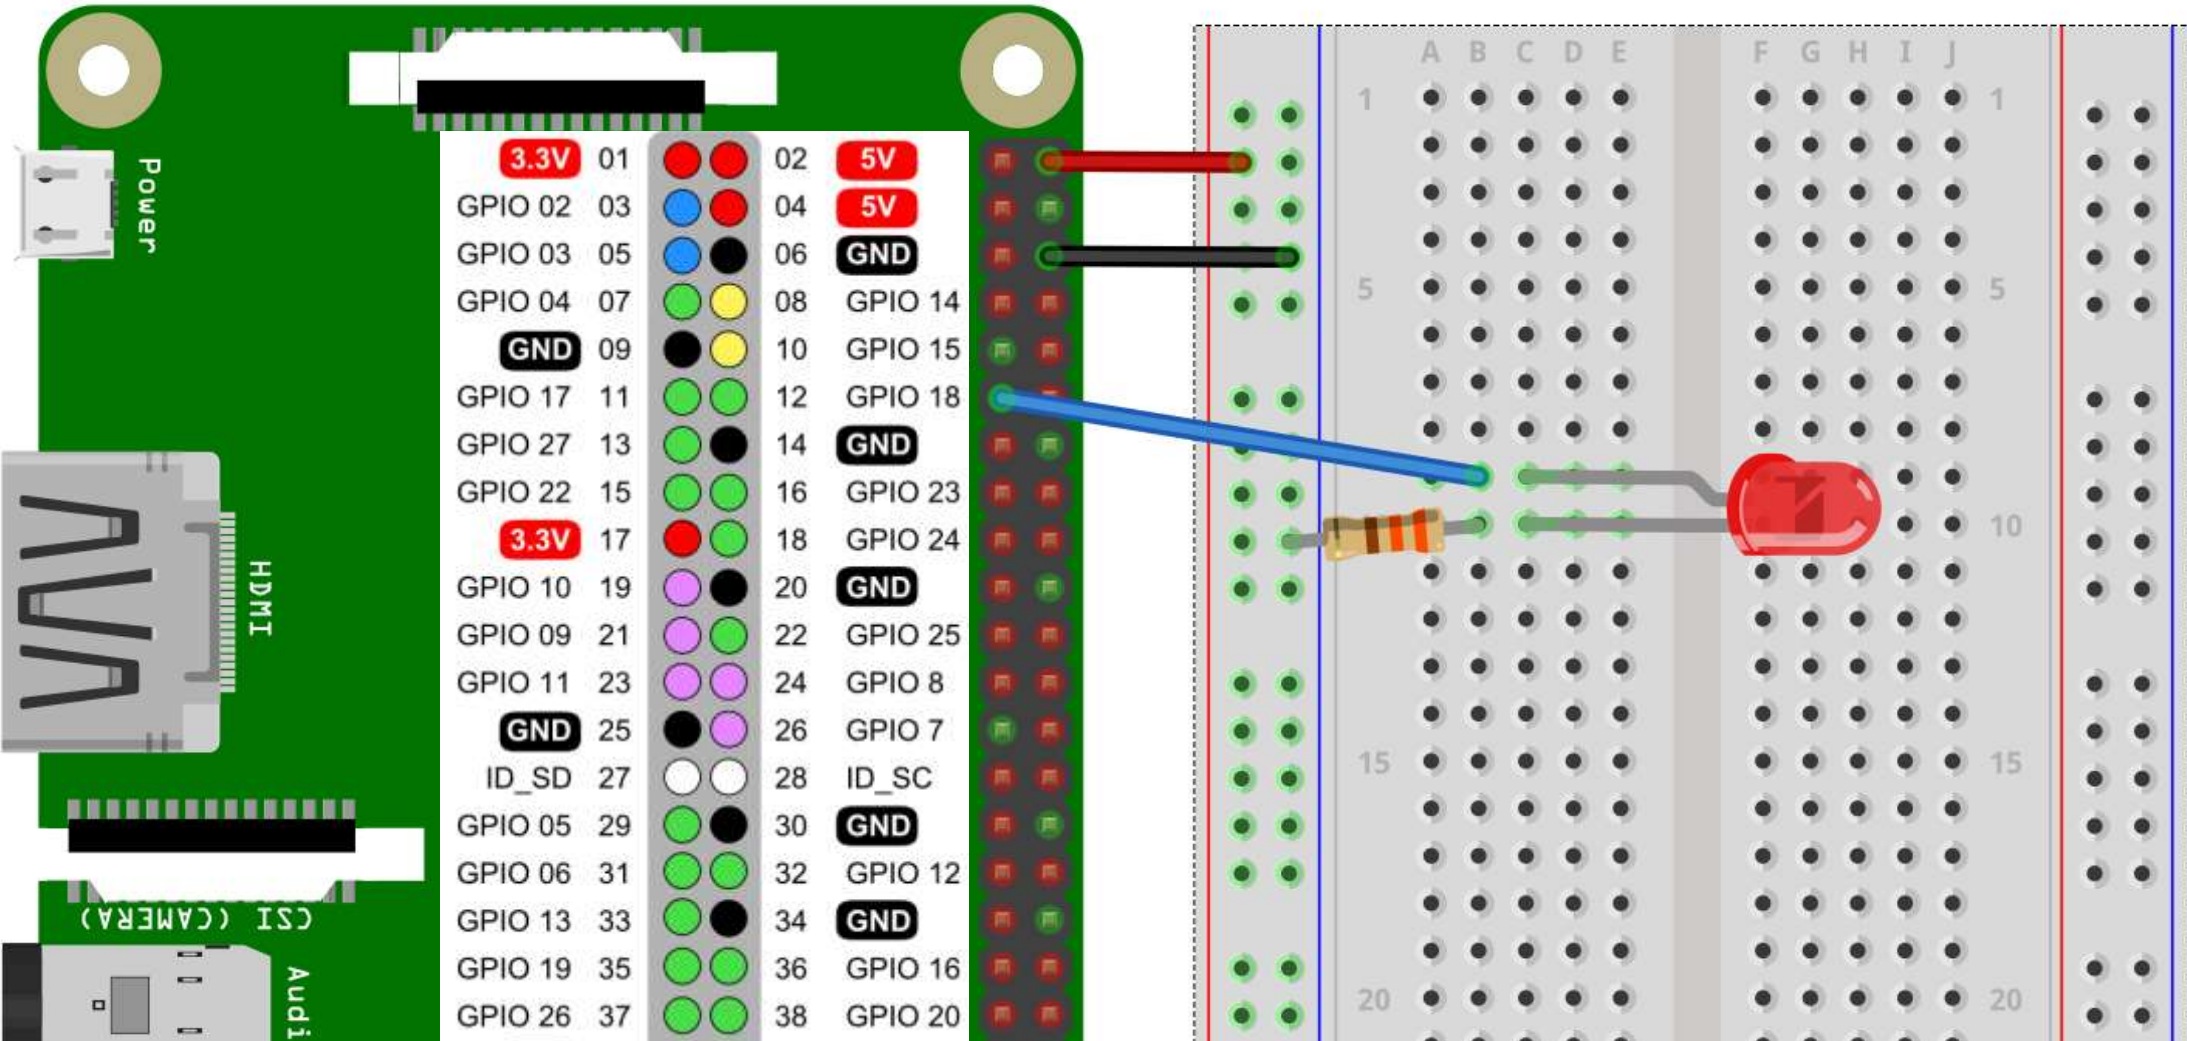 Power
HDMI
CSI (CAMERA)
Audi
3.3V 01 02 5V
GPIO 02 03 04 5V
GPIO 03 05 06 GND
GPIO 04 07 08 GPIO 14
GND 09 10 GPIO 15
GPIO 17 11 12 GPIO 18
GPIO 27 13 14 GND
GPIO 22 15 16 GPIO 23
3.3V 17 18 GPIO 24
GPIO 10 19 20 GND
GPIO 09 21 22 GPIO 25
GPIO 11 23 24 GPIO 8
GND 25 26 GPIO 7
ID_SD 27 28 ID_SC
GPIO 05 29 30 GND
GPIO 06 31 32 GPIO 12
GPIO 13 33 34 GND
GPIO 19 35 36 GPIO 16
GPIO 26 37 38 GPIO 20
A B C D E F G H I J
1 1
5 5
10
15 15
20 20